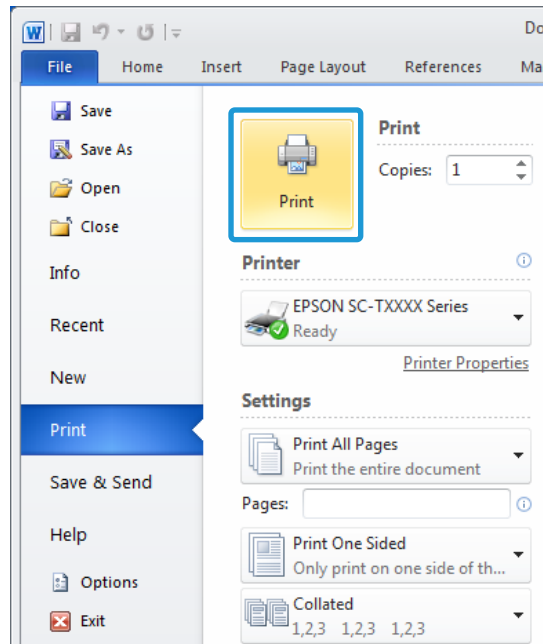 W
Do
File Home Insert Page Layout References Ma
Save
Save As
Open
Close
Info
Recent
New
Print
Save & Send
Help
Options
Exit
Print
Print
Copies: 1
Printer
EPSON SC-TXXXX Series
Ready
Printer Properties
Settings
Print All Pages
Print the entire document
Pages:
Print One Sided
Only print on one side of th...
Collated
1,2,3 1,2,3 1,2,3